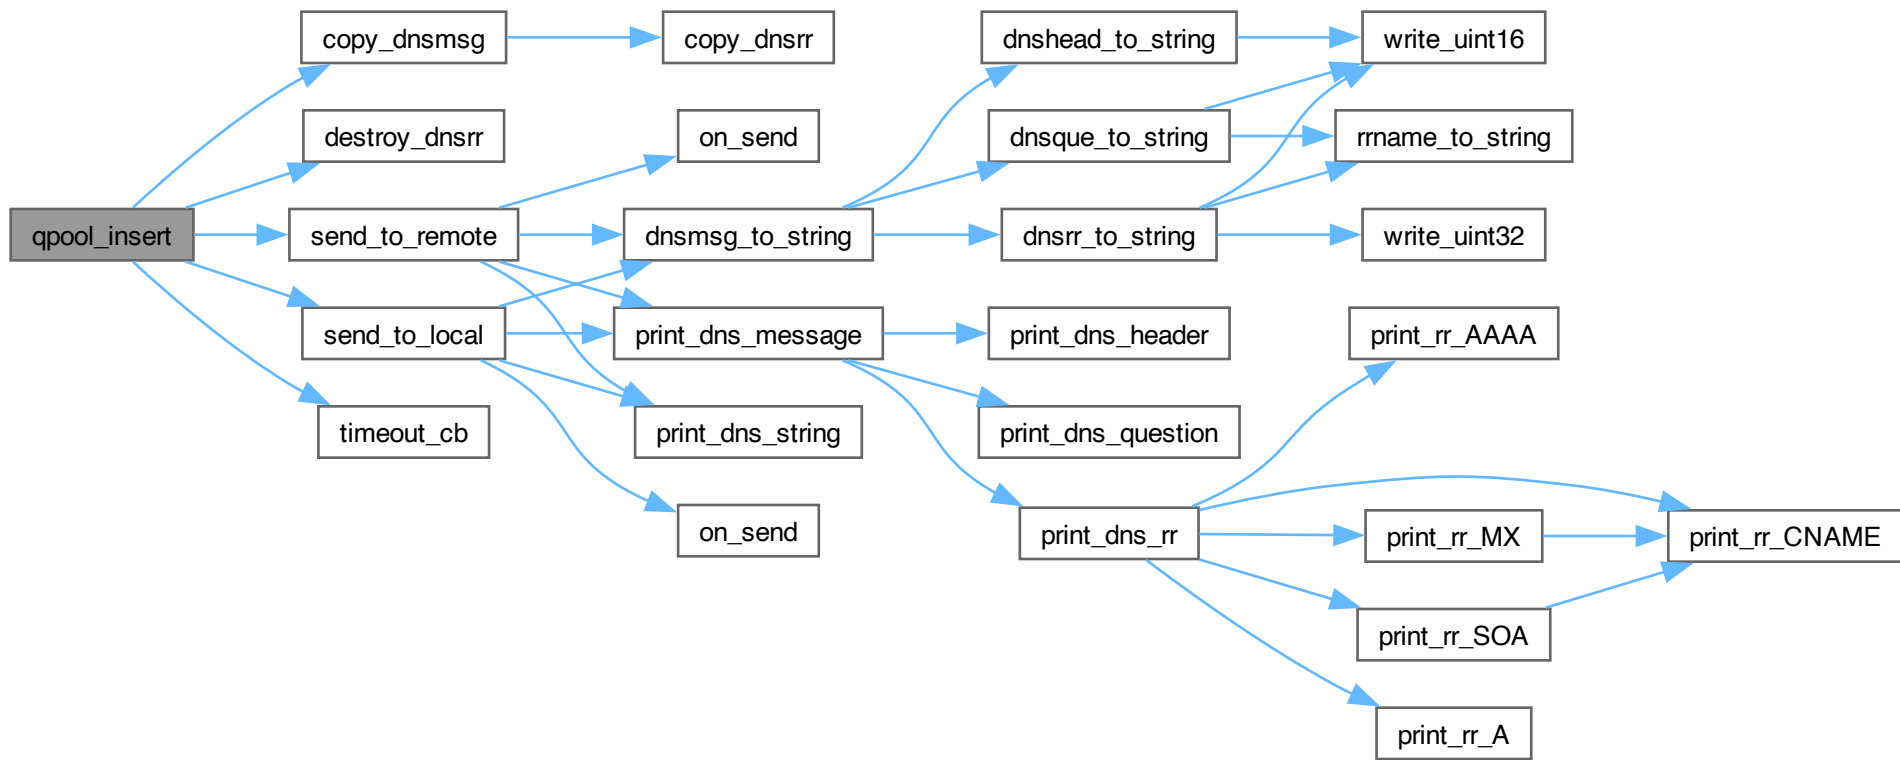 copy_dnsmsg
copy_dnsrr
dnshead_to_string
write_uint16
destroy_dnsrr
on_send
dnsque_to_string
rrname_to_string
qpool_insert
send_to_remote
dnsmsg_to_string
dnsrr_to_string
write_uint32
send_to_local
print_dns_message
print_dns_header
print_rr_AAAA
timeout_cb
print_dns_string
print_dns_question
on_send
print_dns_rr
print_rr_MX
print_rr_CNAME
print_rr_SOA
print_rr_A